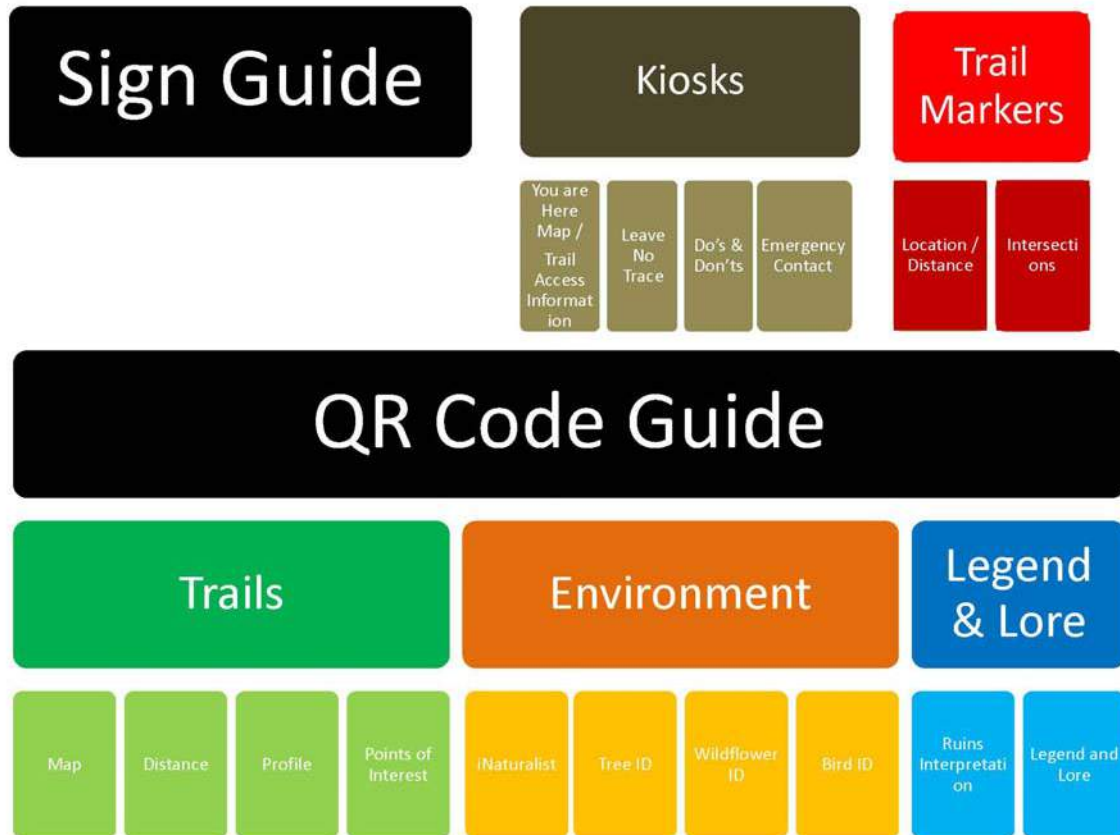 Sign Guide
Kiosks
Trail
Markers
You are
Here
Map /
Trail
Access
Informat
ion
Leave
No
Trace
Do's &
Don'ts
Emergency
Contact
Location /
Distance
Intersecti
ons
QR Code Guide
Trails
Environment
Legend
& Lore
Map
Distance
Profile
Points of
Interest
iNaturalist
Tree ID
Wildflower
ID
Bird ID
Ruins
Interpretati
on
Legend and
Lore